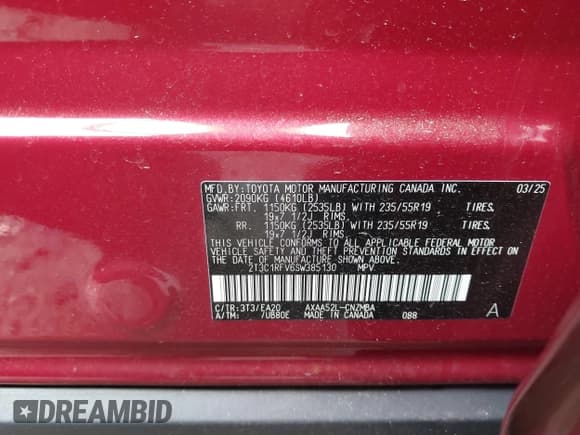 MFD.BY:TOYOTA MOTOR MANUFACTURING CANADA INC. 03/25
GVWR:2090KG (4610LB)
GAWR:FRT. 1150KG (2535LB) WITH 235/55R19 TIRES,
19x7 1/2J RIMS.
RR. 1150KG (2535LB) WITH 235/55R19 TIRES,
19x7 1/2J RIMS.
THIS VEHICLE CONFORMS TO ALL APPLICABLE FEDERAL MOTOR
VEHICLE SAFETY AND THEFT PREVENTION STANDARDS IN
EFFECT ON THE DATE OF MANUFACTURE SHOWN ABOVE.
2T3C1RFV6SW385130 MPV
C/TR:3T3/EA20 AXAA52L-CNZMBA
A/TM: /UB80E MADE IN CANADA 088 A
DREAMBID